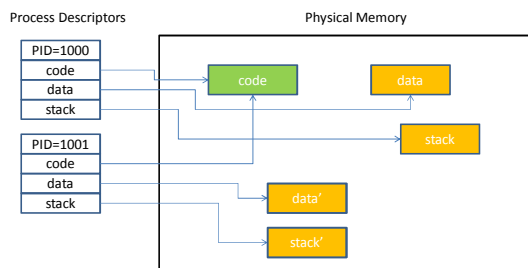 Process Descriptors
Physical Memory
PID=1000
code
data
stack
PID=1001
code
data
stack
code
data
stack
data’
stack’